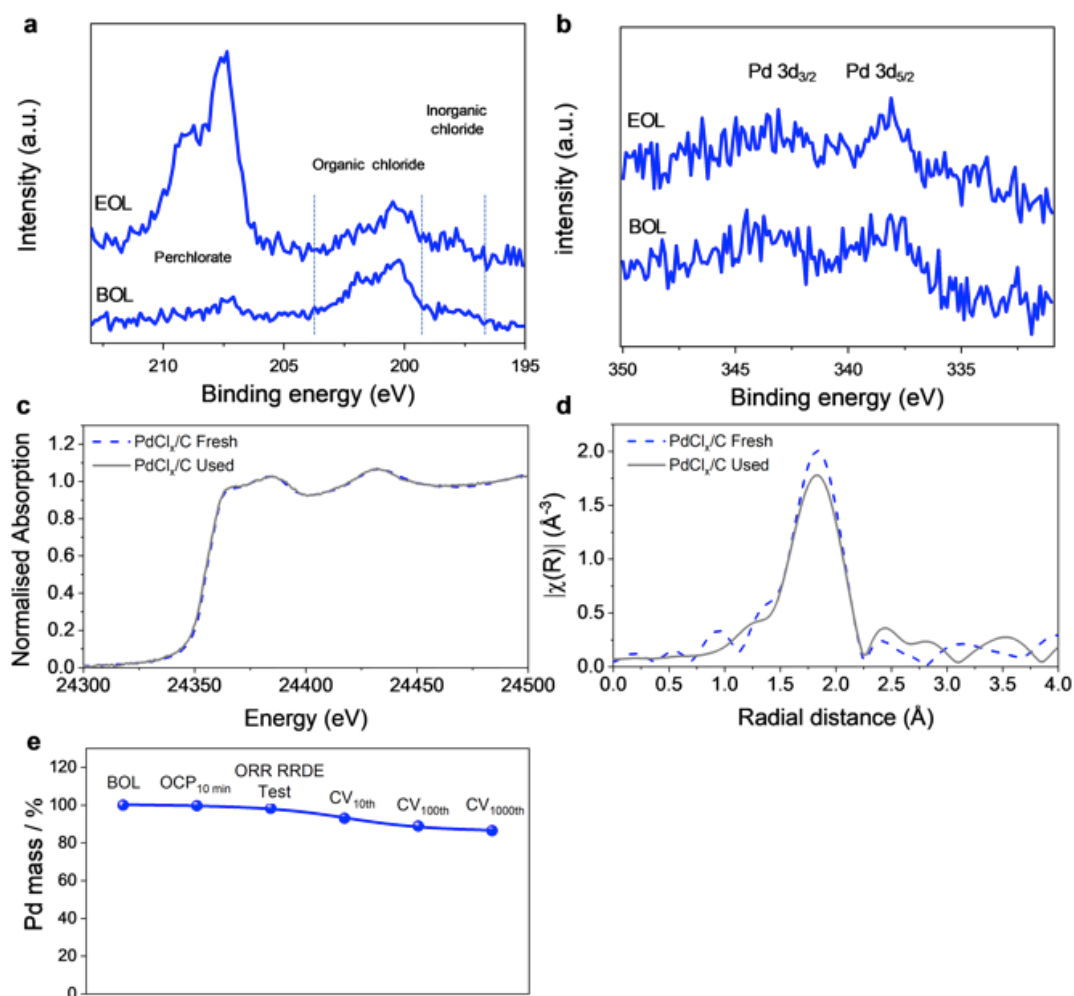 a
Intensity (a.u.)
Inorganic
chloride
Organic chloride
EOL
Perchlorate
BOL
210 205 200 195
Binding energy (eV)
b
intensity (a.u.)
Pd 3d3/2 Pd 3d5/2
EOL
BOL
350 345 340 335
Binding energy (eV)
c
Normalised Absorption
PdClx/C Fresh
PdClx/C Used
1.2
1.0
0.8
0.6
0.4
0.2
0.0
24300 24350 24400 24450 24500
Energy (eV)
d
|χ(R)| (Å-3)
PdClx/C Fresh
PdClx/C Used
2.0
1.5
1.0
0.5
0.0
0.0 0.5 1.0 1.5 2.0 2.5 3.0 3.5 4.0
Radial distance (Å)
e
Pd mass / %
120
100
80
60
40
20
0
BOL OCP10 min ORR RRDE
Test
CV10th CV100th CV1000th